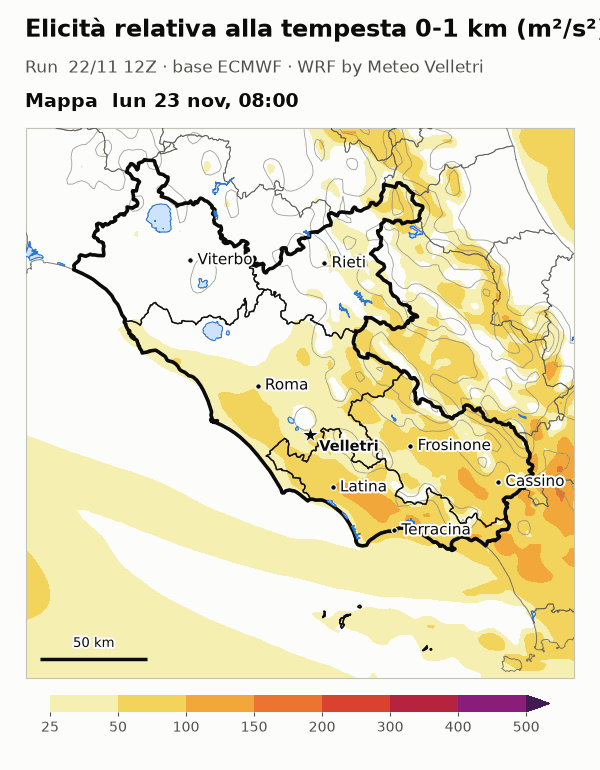 Elicità relativa alla tempesta 0-1 km (m²/s²)
Run  22/11 12Z · base ECMWF · WRF by Meteo Velletri
Mappa  lun 23 nov, 08:00
Viterbo
Rieti
Roma
Velletri
Frosinone
Latina
Cassino
Terracina
50 km
25 50 100 150 200 300 400 500